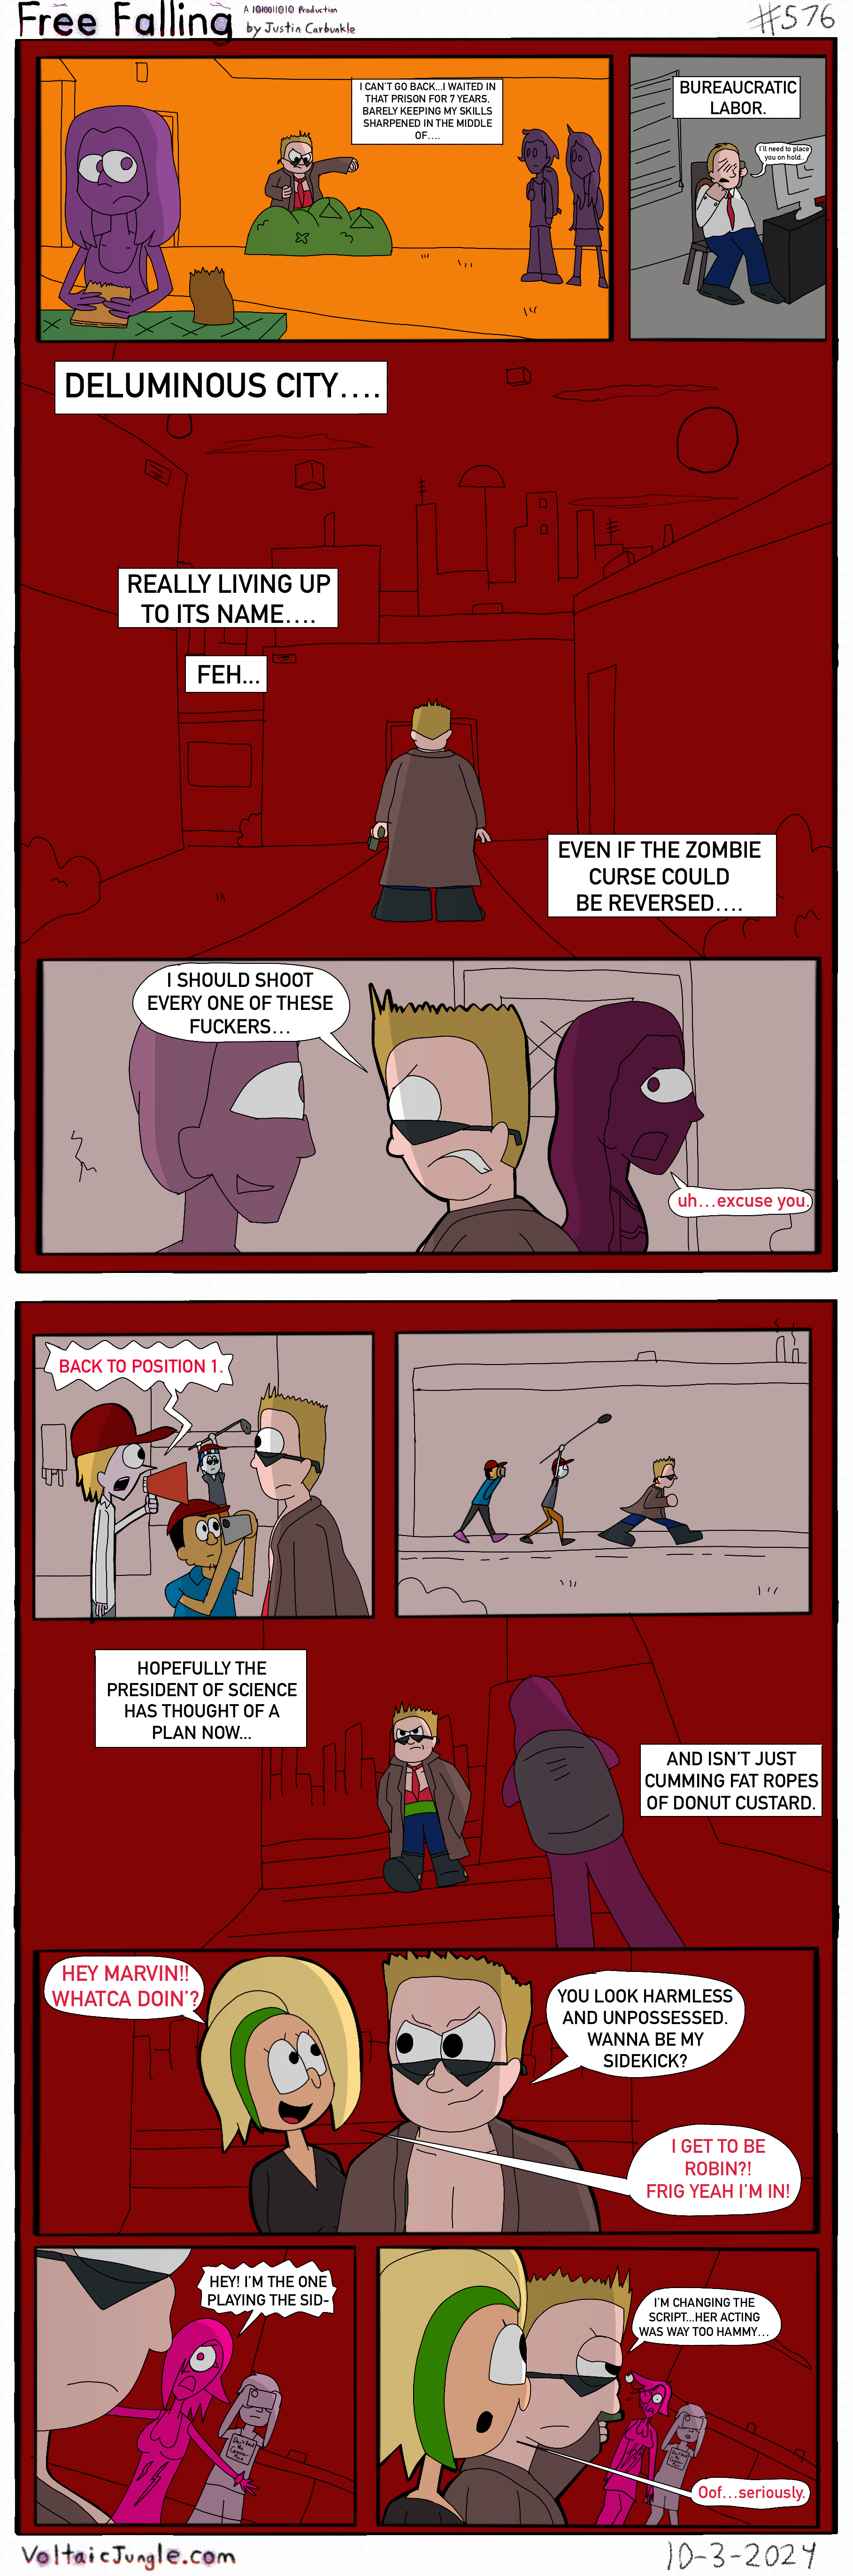 Free Falling
A 1010011010 Production
by Justin Carbunkle
#576
I CAN'T GO BACK...I WAITED IN
THAT PRISON FOR 7 YEARS.
BARELY KEEPING MY SKILLS
SHARPENED IN THE MIDDLE
OF....
BUREAUCRATIC
LABOR.
I'll need to place
you on hold..
DELUMINOUS CITY....
REALLY LIVING UP
TO ITS NAME....
FEH...
EVEN IF THE ZOMBIE
CURSE COULD
BE REVERSED....
I SHOULD SHOOT
EVERY ONE OF THESE
FUCKERS...
uh...excuse you.
BACK TO POSITION 1.
HOPEFULLY THE
PRESIDENT OF SCIENCE
HAS THOUGHT OF A
PLAN NOW...
AND ISN'T JUST
CUMMING FAT ROPES
OF DONUT CUSTARD.
HEY MARVIN!!
WHATCA DOIN'?
YOU LOOK HARMLESS
AND UNPOSSESSED.
WANNA BE MY
SIDEKICK?
I GET TO BE
ROBIN?!
FRIG YEAH I'M IN!
HEY! I'M THE ONE
PLAYING THE SID-
I'M CHANGING THE
SCRIPT...HER ACTING
WAS WAY TOO HAMMY...
Oof...seriously.
VoltaicJungle.com
10-3-2024